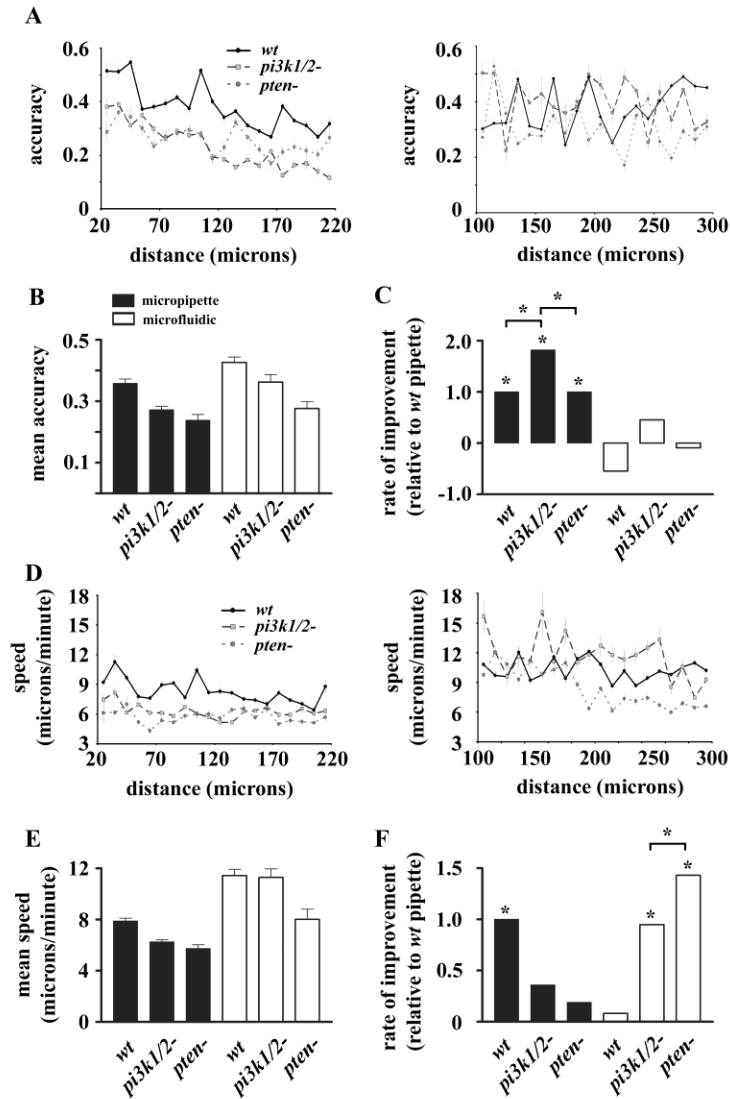 A
accuracy
0.6
0.4
0.2
0
20
70
120
170
220
distance (microns)
wt
pi3k1/2-
pten-
accuracy
0.6
0.4
0.2
0
100
150
200
250
300
distance (microns)
B
micropipette
microfluidic
mean accuracy
0.5
0.3
0.1
wt
pi3k1/2-
pten-
wt
pi3k1/2-
pten-
C
rate of improvement
(relative to wt pipette)
2.0
1.0
0
-1.0
*
*
*
*
*
wt
pi3k1/2-
pten-
wt
pi3k1/2-
pten-
D
speed
(microns/minute)
18
15
12
9
6
3
20
70
120
170
220
distance (microns)
wt
pi3k1/2-
pten-
speed
(microns/minute)
18
15
12
9
6
3
100
150
200
250
300
distance (microns)
E
mean speed
(microns/minute)
12
8
4
0
wt
pi3k1/2-
pten-
wt
pi3k1/2-
pten-
F
rate of improvement
(relative to wt pipette)
1.5
1.0
0.5
0
*
*
*
*
wt
pi3k1/2-
pten-
wt
pi3k1/2-
pten-